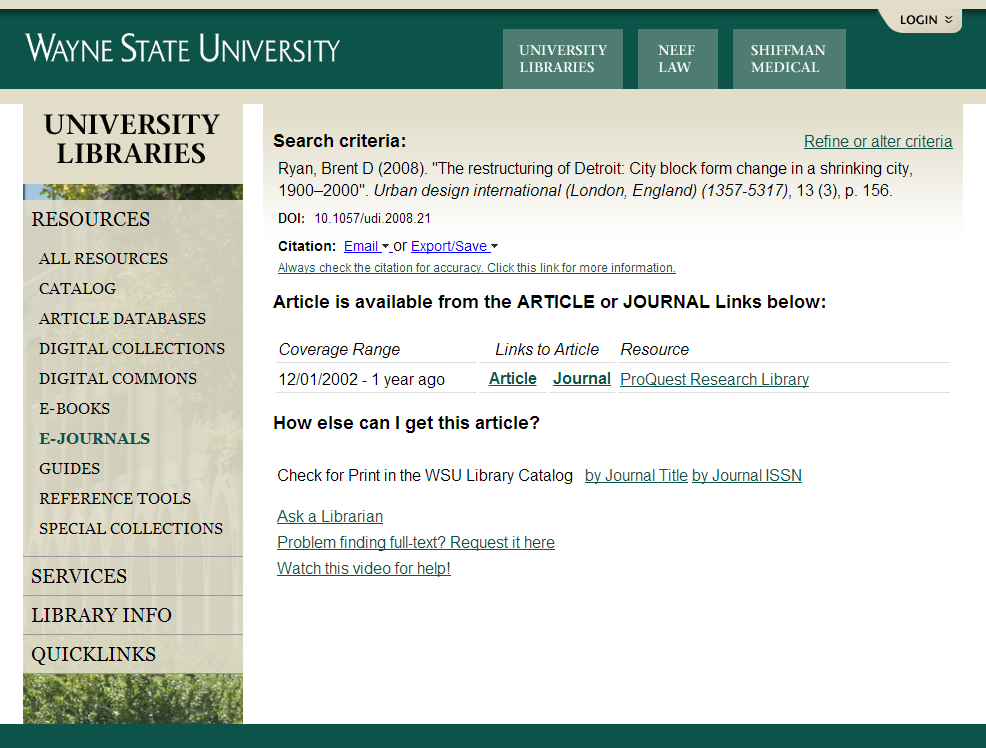 LOGIN
WAYNE STATE UNIVERSITY
UNIVERSITY
LIBRARIES
NEEF
LAW
SHIFFMAN
MEDICAL
UNIVERSITY
LIBRARIES
RESOURCES
ALL RESOURCES
CATALOG
ARTICLE DATABASES
DIGITAL COLLECTIONS
DIGITAL COMMONS
E-BOOKS
E-JOURNALS
GUIDES
REFERENCE TOOLS
SPECIAL COLLECTIONS
SERVICES
LIBRARY INFO
QUICKLINKS
Search criteria: Refine or alter criteria
Ryan, Brent D (2008). "The restructuring of Detroit: City block form change in a shrinking city,
1900–2000". Urban design international (London, England) (1357-5317), 13 (3), p. 156.
DOI: 10.1057/udi.2008.21
Citation: Email or Export/Save
Always check the citation for accuracy. Click this link for more information.
Article is available from the ARTICLE or JOURNAL Links below:
Coverage Range Links to Article Resource
12/01/2002 - 1 year ago Article Journal ProQuest Research Library
How else can I get this article?
Check for Print in the WSU Library Catalog by Journal Title by Journal ISSN
Ask a Librarian
Problem finding full-text? Request it here
Watch this video for help!